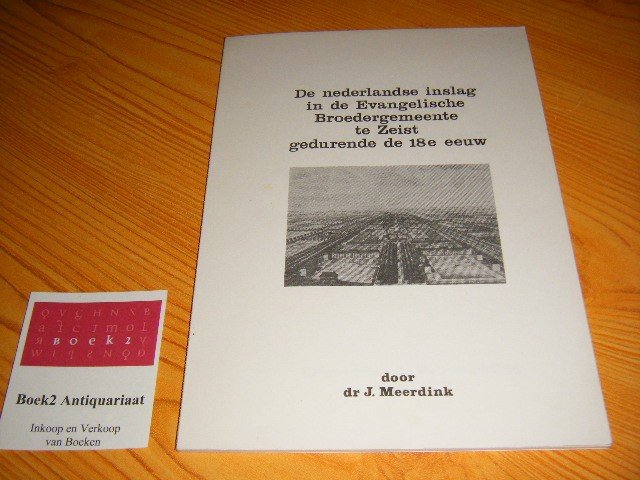 De nederlandse inslag
in de Evangelische
Broedergemeente
te Zeist
gedurende de 18e eeuw
door
dr J. Meerdink
BOEK2
Boek2 Antiquariaat
Inkoop en Verkoop
van Boeken